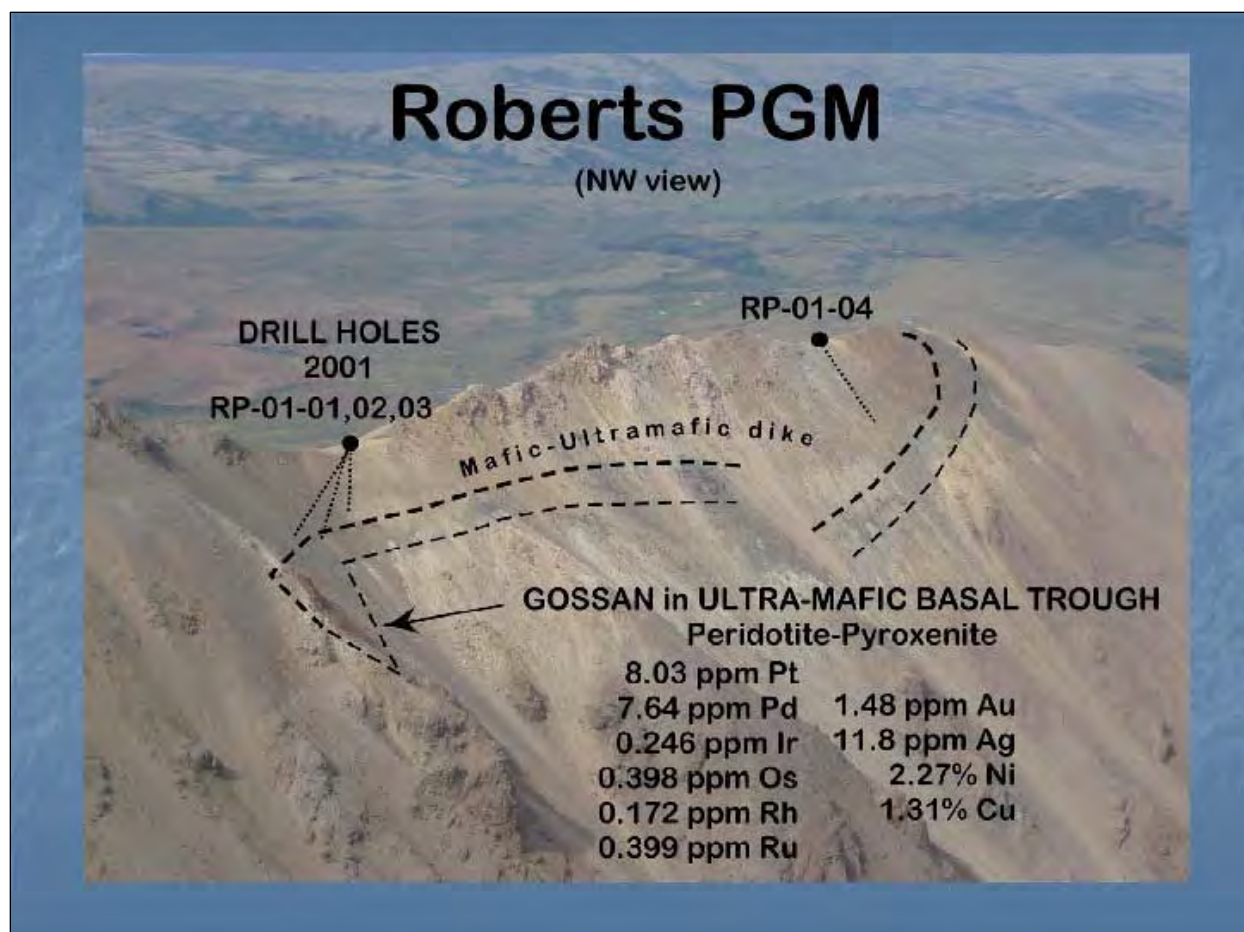 Roberts PGM
(NW view)
RP-01-04
DRILL HOLES
2001
RP-01-01,02,03
Mafic-Ultramafic dike
GOSSAN in ULTRA-MAFIC BASAL TROUGH
Peridotite-Pyroxenite
8.03 ppm Pt
7.64 ppm Pd
0.246 ppm Ir
0.398 ppm Os
0.172 ppm Rh
0.399 ppm Ru
1.48 ppm Au
11.8 ppm Ag
2.27% Ni
1.31% Cu